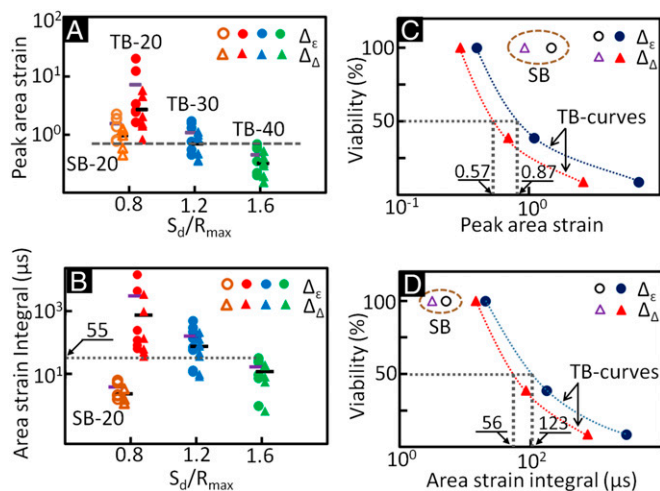 A
Peak area strain
10²
10¹
10⁰
TB-20
TB-30
TB-40
SB-20
Δε
ΔΔ
0.8 1.2 1.6
Sd/Rmax
B
Area strain Integral (μs)
10³
10¹
55
SB-20
Δε
ΔΔ
0.8 1.2 1.6
Sd/Rmax
C
Viability (%)
100
50
SB
Δε
ΔΔ
TB-curves
0.57 0.87
10⁻¹ 10⁰
Peak area strain
D
Viability (%)
100
50
0
SB
Δε
ΔΔ
TB-curves
56 123
10⁰ 10²
Area strain integral (μs)